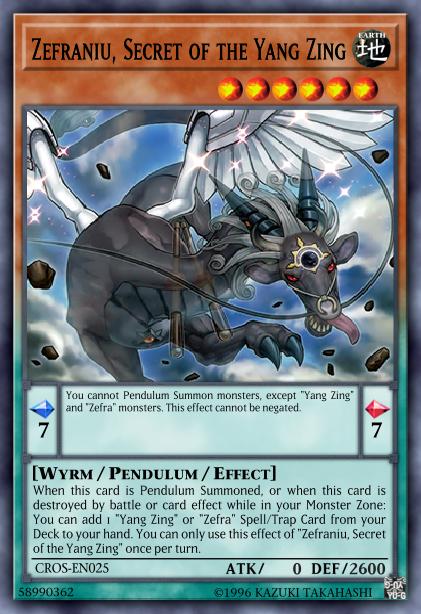 Zefraniu, Secret of the Yang Zing
EARTH
地
You cannot Pendulum Summon monsters, except "Yang Zing"
and "Zefra" monsters. This effect cannot be negated.
7
7
[Wyrm / Pendulum / Effect]
When this card is Pendulum Summoned, or when this card is
destroyed by battle or card effect while in your Monster Zone:
You can add 1 "Yang Zing" or "Zefra" Spell/Trap Card from your
Deck to your hand. You can only use this effect of "Zefraniu, Secret
of the Yang Zing" once per turn.
CROS-EN025
ATK/ 0 DEF/2600
58990362
©1996 KAZUKI TAKAHASHI